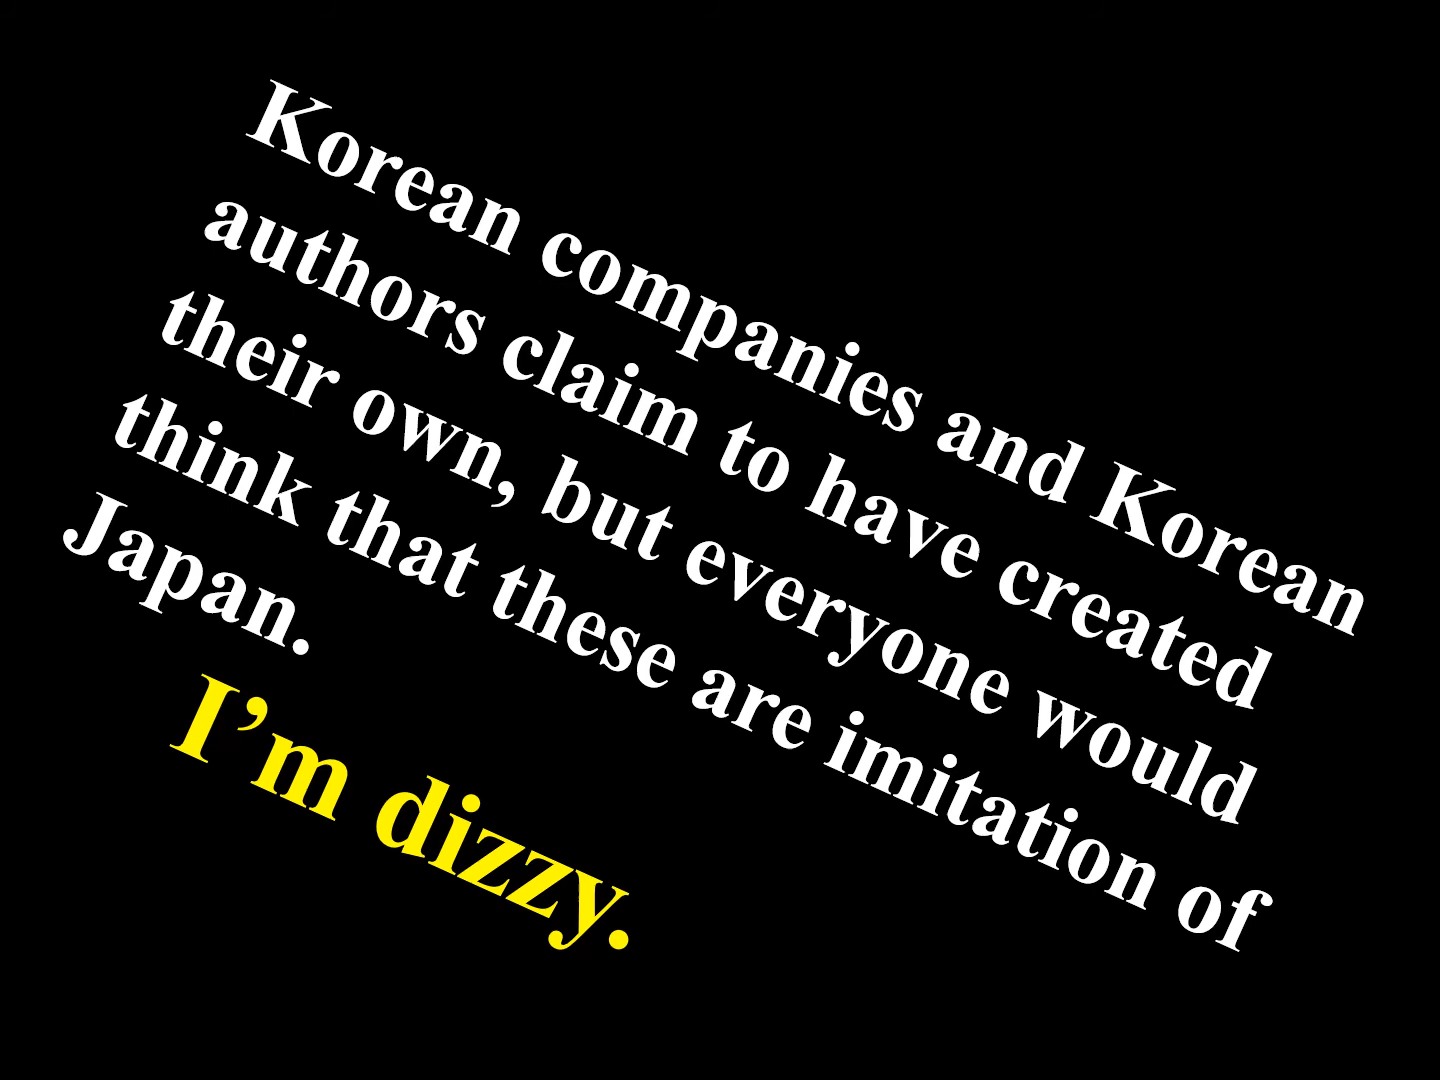 Korean companies and Korean
authors claim to have created
their own, but everyone would
think that these are imitation of
Japan.
I’m dizzy.